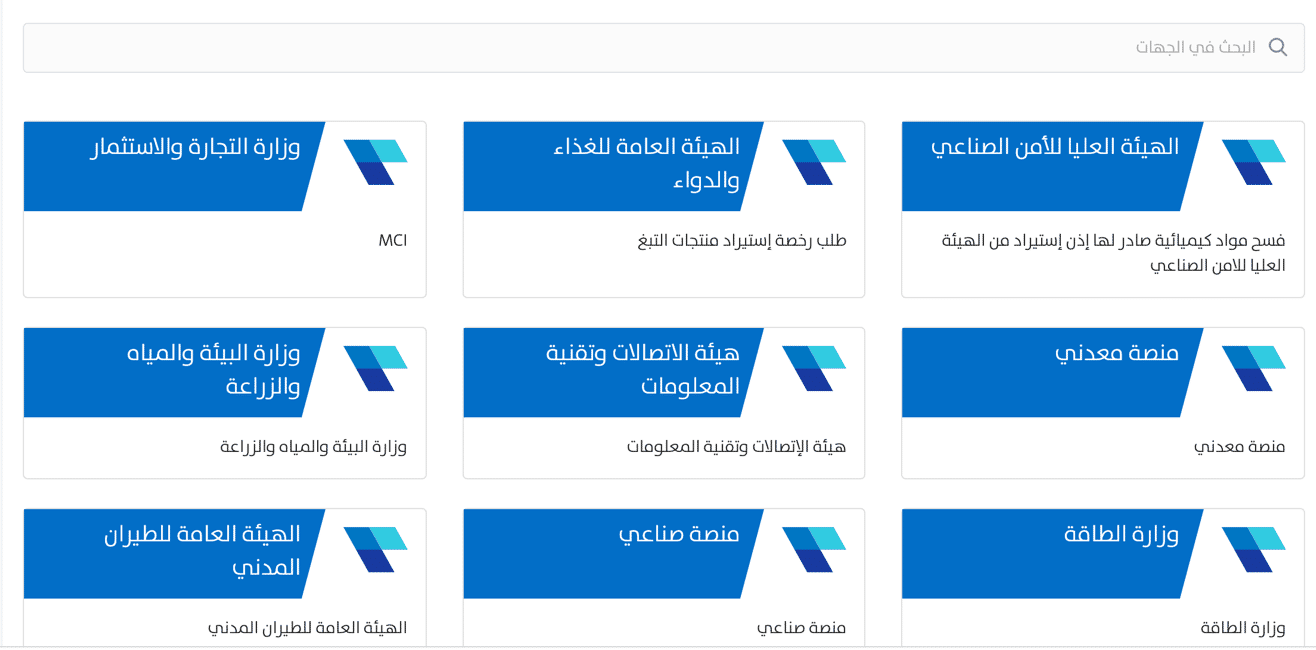 البحث في الجهات
الهيئة العليا للأمن الصناعي
فسح مواد كيميائية صادر لها إذن إستيراد من الهيئة
العليا للامن الصناعي
الهيئة العامة للغذاء
والدواء
طلب رخصة إستيراد منتجات التبغ
وزارة التجارة والاستثمار
MCI
منصة معدني
منصة معدني
هيئة الاتصالات وتقنية
المعلومات
هيئة الإتصالات وتقنية المعلومات
وزارة البيئة والمياه
والزراعة
وزارة البيئة والمياه والزراعة
وزارة الطاقة
وزارة الطاقة
منصة صناعي
منصة صناعي
الهيئة العامة للطيران
المدني
الهيئة العامة للطيران المدني